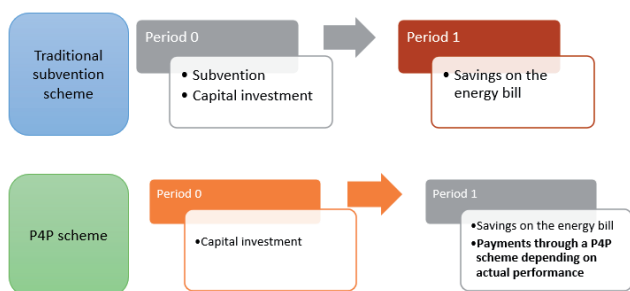 Traditional
subvention
scheme
Period 0
• Subvention
• Capital investment
Period 1
• Savings on the
energy bill
P4P scheme
Period 0
•Capital investment
Period 1
•Savings on the energy bill
•Payments through a P4P
scheme depending on
actual performance